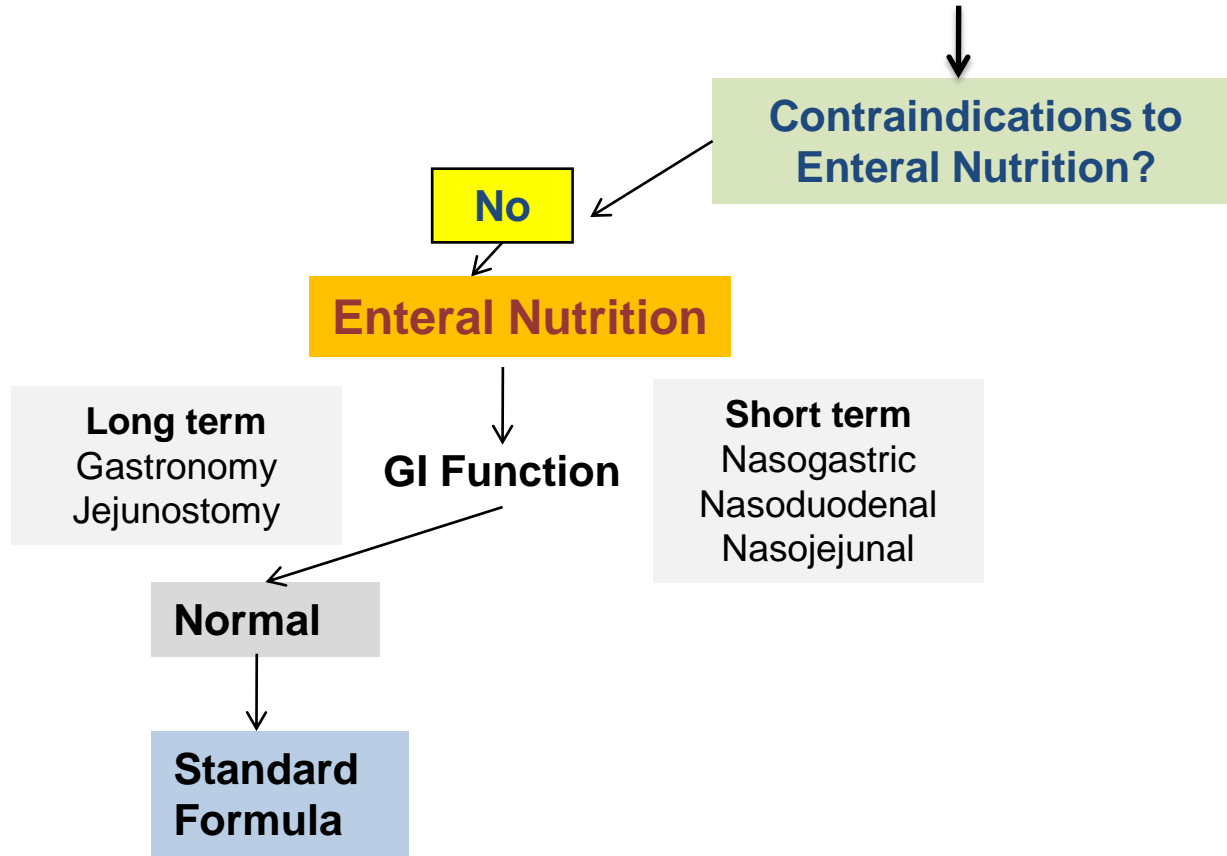 Contraindications to
Enteral Nutrition?
No
Enteral Nutrition
Long term
Gastronomy
Jejunostomy
GI Function
Short term
Nasogastric
Nasoduodenal
Nasojejunal
Normal
Standard
Formula